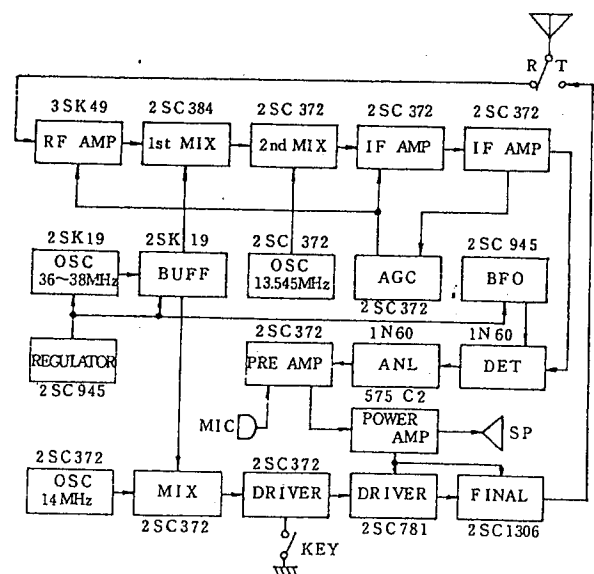 R T
3SK49 2SC384 2SC372 2SC372 2SC372
RF AMP 1st MIX 2nd MIX IF AMP IF AMP
2SK19 2SK19 2SC372 2SC945
OSC 36~38MHz BUFF OSC 13.545MHz AGC BFO
2SC372
2SC372 1N60 1N60
REGULATOR PRE AMP ANL DET
2SC945
575C2
MIC POWER AMP SP
2SC372 2SC372
OSC 14MHz MIX DRIVER DRIVER FINAL
2SC372 2SC781 2SC1306
KEY